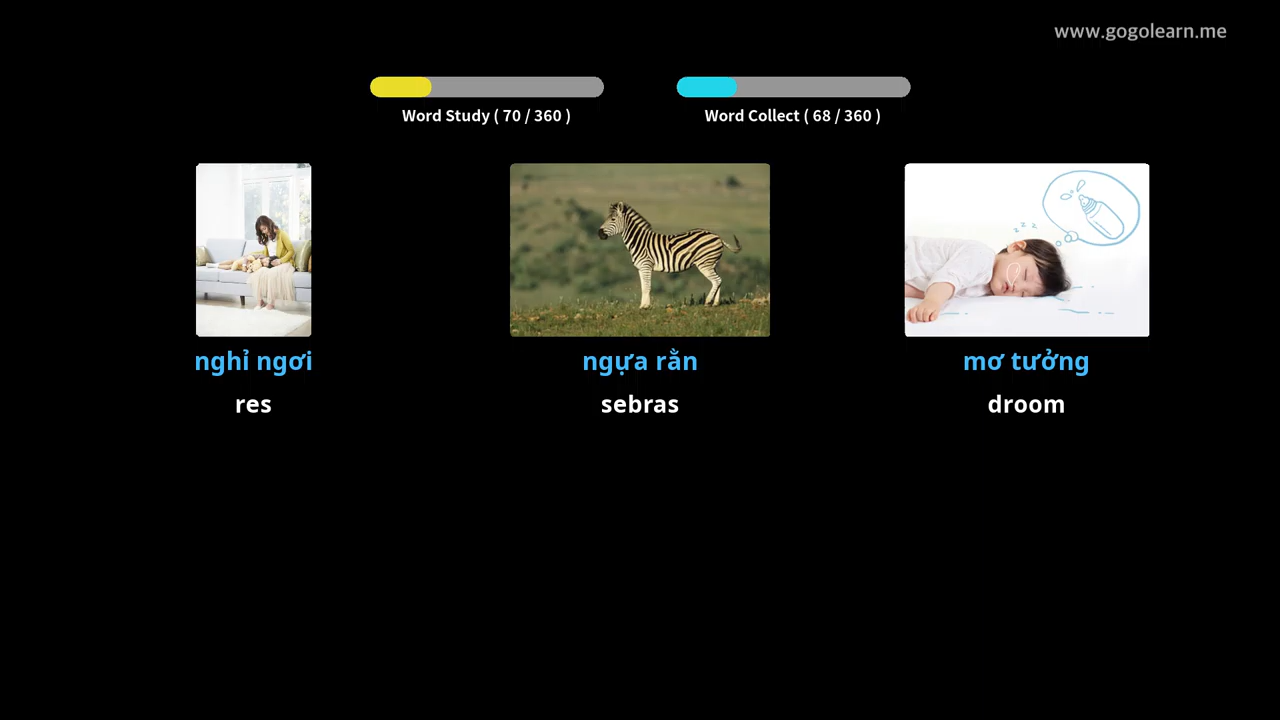 www.gogolearn.me
Word Study ( 70 / 360 )
Word Collect ( 68 / 360 )
nghỉ ngơi
ngựa rằn
mơ tưởng
res
sebras
droom